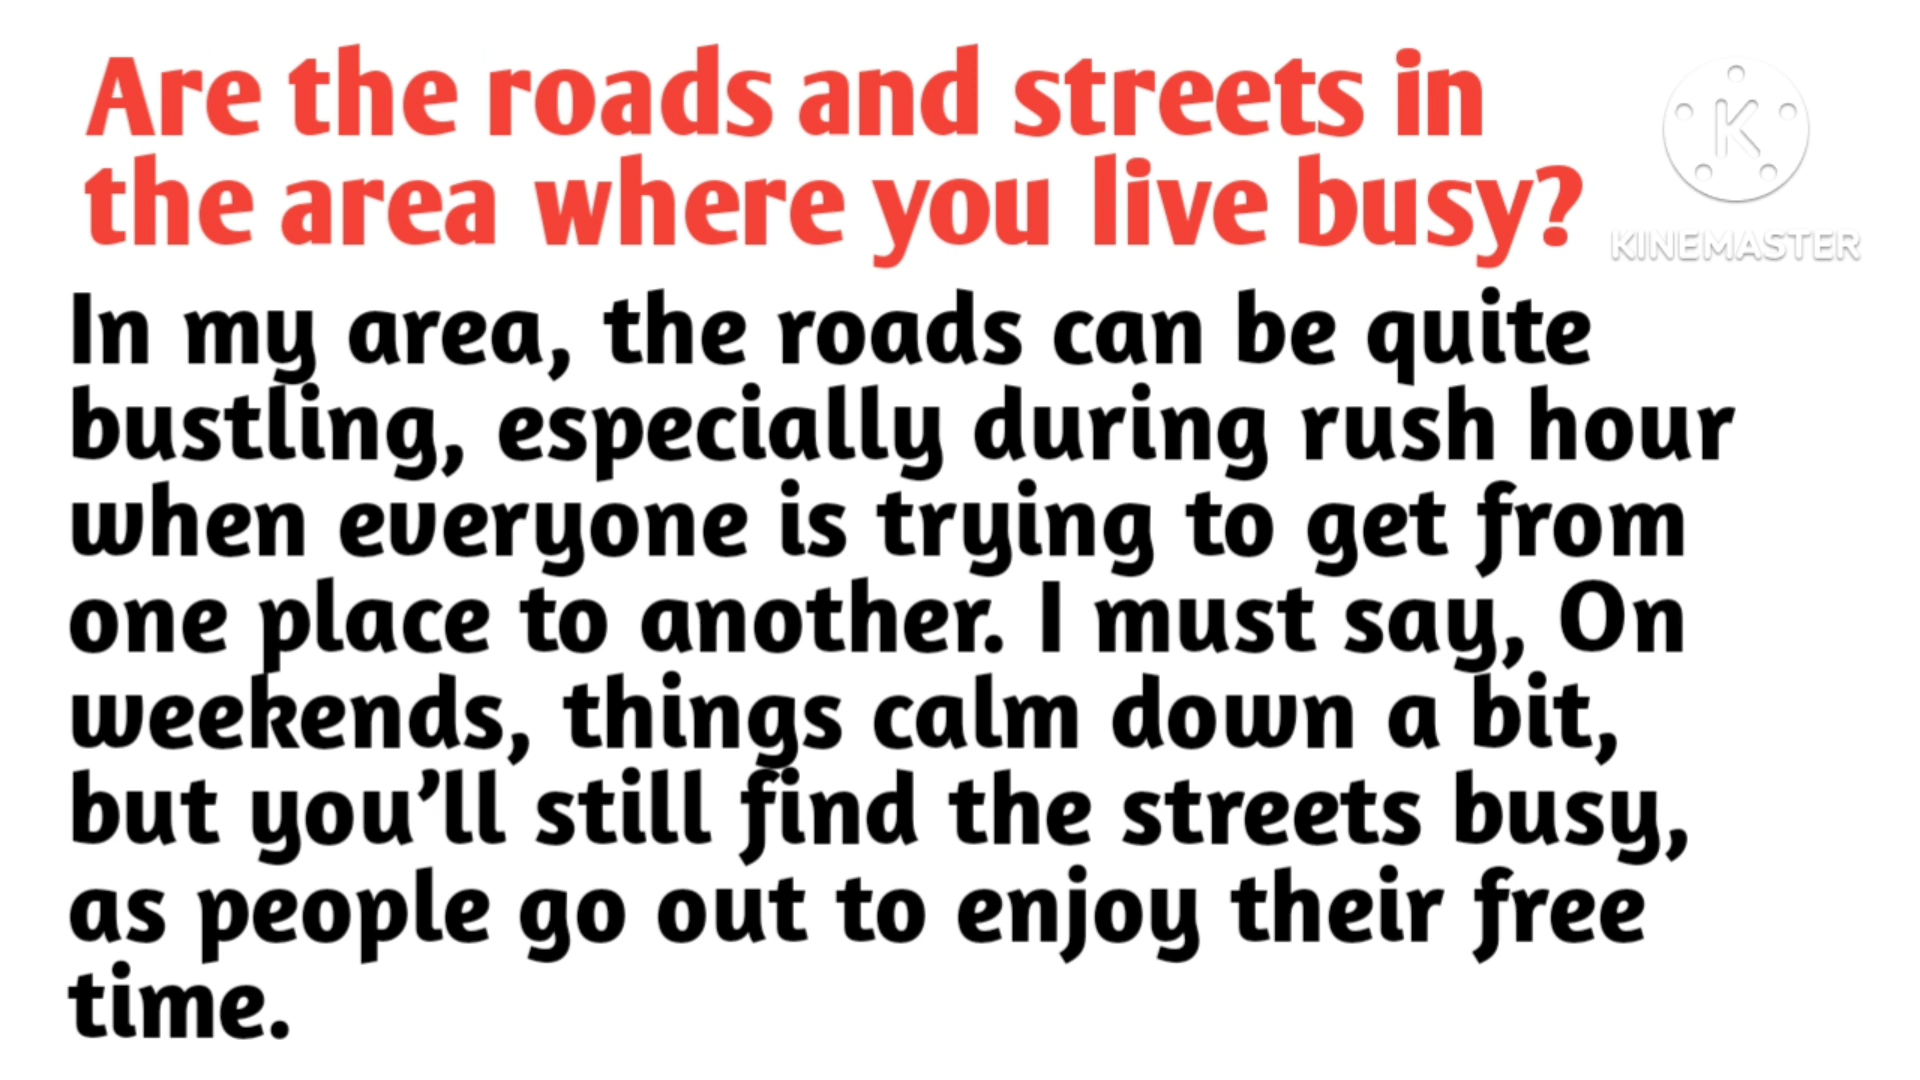 Are the roads and streets in
the area where you live busy?
K
KINEMASTER
In my area, the roads can be quite
bustling, especially during rush hour
when everyone is trying to get from
one place to another. I must say, On
weekends, things calm down a bit,
but you’ll still find the streets busy,
as people go out to enjoy their free
time.